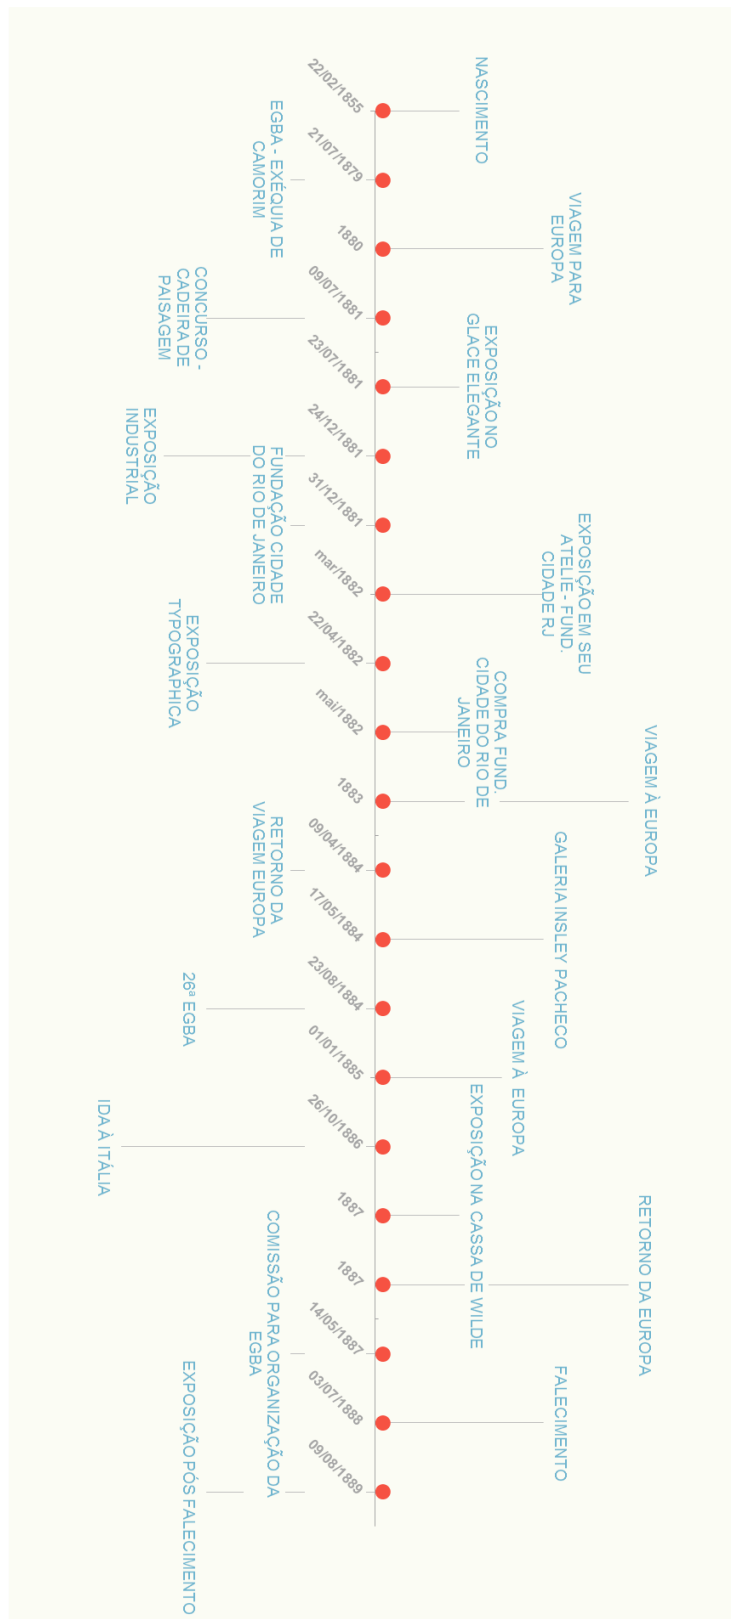 NASCIMENTO
22/02/1855
EGBA - EXÉQUIA DE
CAMORIM
21/07/1879
VIAGEM PARA
EUROPA
1880
CONCURSO -
CADEIRA DE
PAISAGEM
09/07/1881
EXPOSIÇÃO NO
GLACE ELEGANTE
23/07/1881
EXPOSIÇÃO
INDUSTRIAL
24/12/1881
FUNDAÇÃO CIDADE
DO RIO DE JANEIRO
31/12/1881
EXPOSIÇÃO EM SEU
ATELIE - FUND.
CIDADE RJ
mar/1882
EXPOSIÇÃO
TYPOGRAPHICA
22/04/1882
COMPRA FUND.
CIDADE DO RIO DE
JANEIRO
mai/1882
VIAGEM À EUROPA
1883
RETORNO DA
VIAGEM EUROPA
09/04/1884
GALERIA INSLEY PACHECO
17/05/1884
26ª EGBA
23/08/1884
VIAGEM À EUROPA
01/01/1885
IDA À ITÁLIA
26/10/1886
EXPOSIÇÃO NA CASSA DE WILDE
1887
RETORNO DA EUROPA
1887
COMISSÃO PARA ORGANIZAÇÃO DA
EGBA
14/05/1887
FALECIMENTO
03/07/1888
EXPOSIÇÃO PÓS FALECIMENTO
09/08/1889